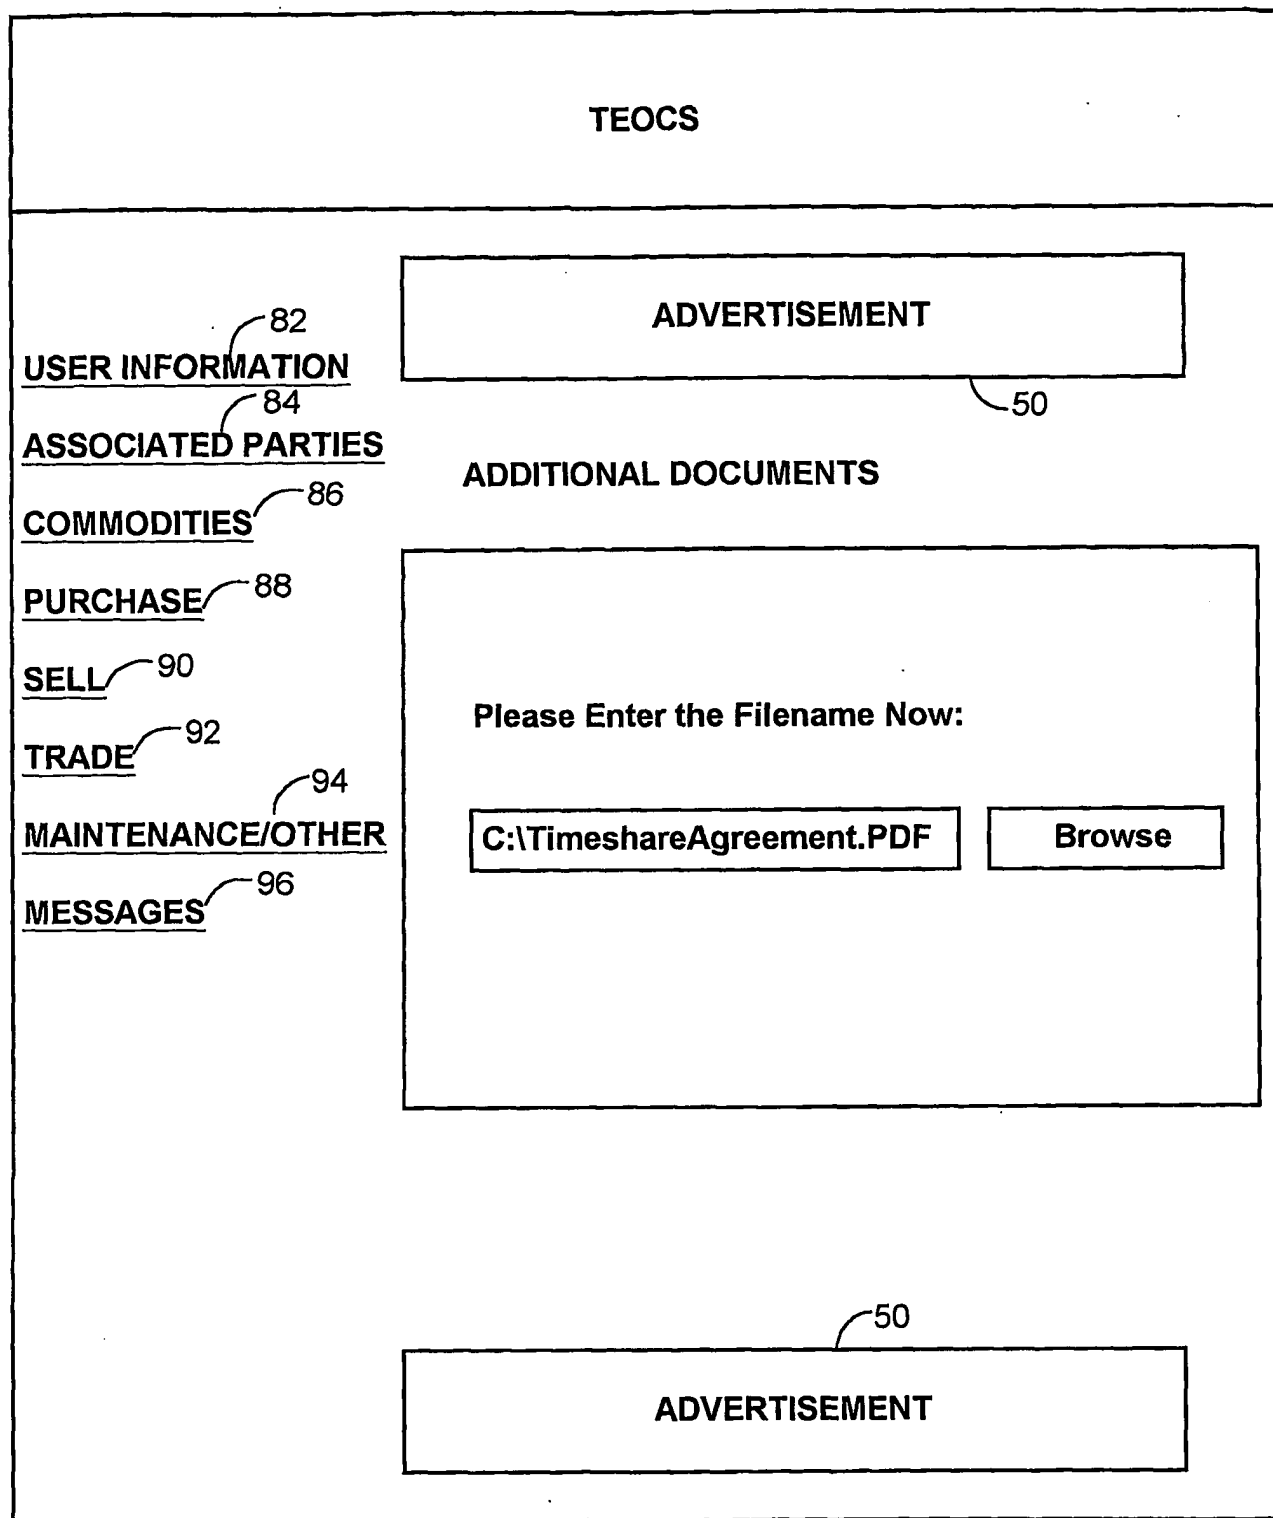 TEOCS
ADVERTISEMENT
50
82
USER INFORMATION
84
ASSOCIATED PARTIES
86
COMMODITIES
88
PURCHASE
90
SELL
92
TRADE
94
MAINTENANCE/OTHER
96
MESSAGES
ADDITIONAL DOCUMENTS
Please Enter the Filename Now:
C:\TimeshareAgreement.PDF
Browse
50
ADVERTISEMENT